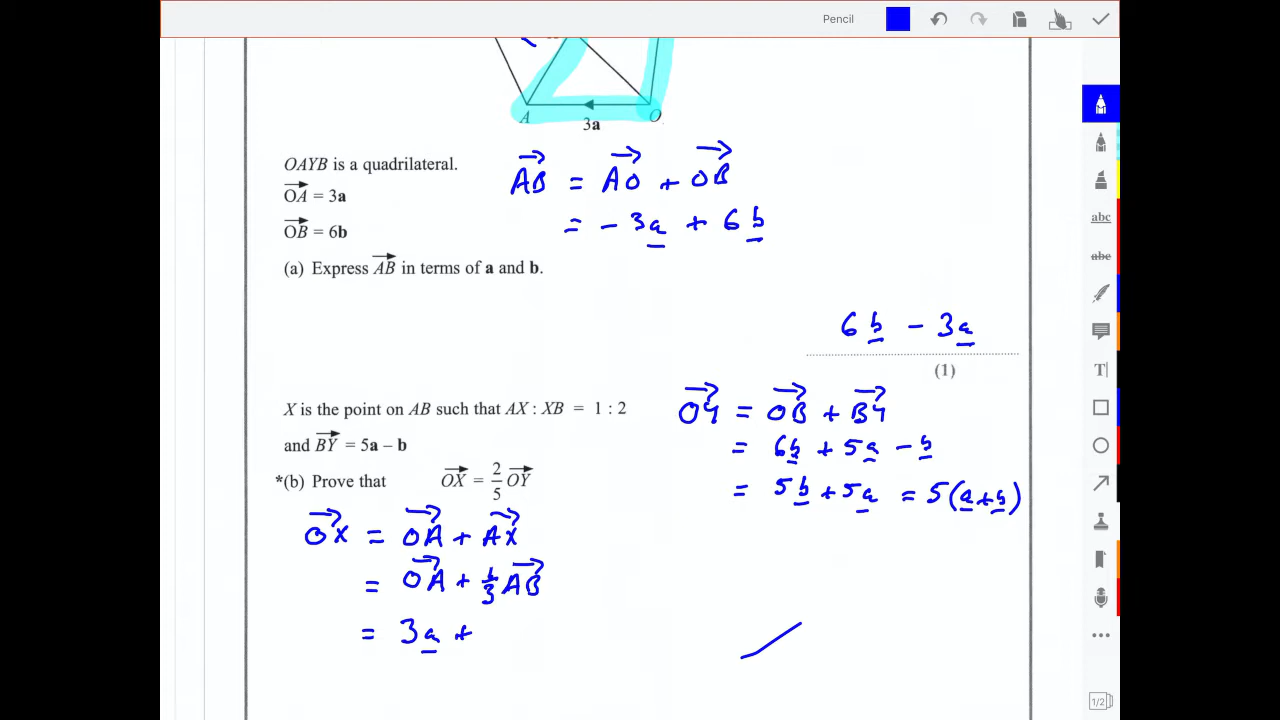 Pencil
A
O
3a
OAYB is a quadrilateral.
OA = 3a
OB = 6b
(a) Express AB in terms of a and b.
AB = AO + OB
= - 3a + 6b
6b - 3a
(1)
X is the point on AB such that AX : XB = 1 : 2
and BY = 5a – b
*(b) Prove that OX = 2/5 OY
OY = OB + BY
= 6b + 5a - b
= 5b + 5a = 5(a+b)
OX = OA + AX
= OA + 1/3 AB
= 3a +
abc
abc
T
1/2